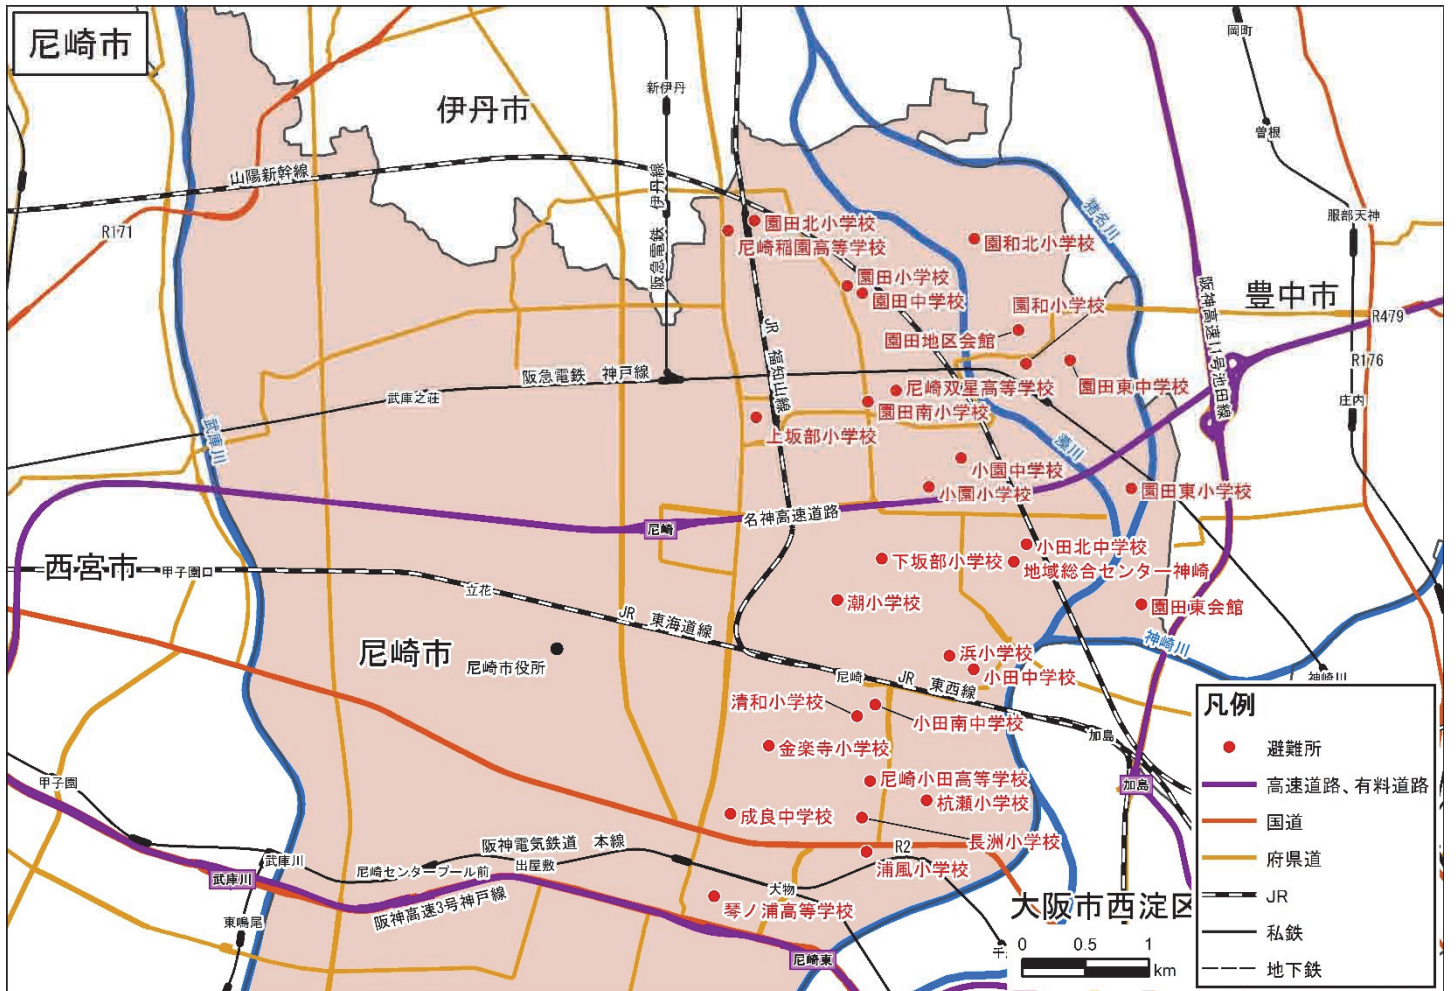 尼崎市
岡町
新伊丹
伊丹市
曽根
山陽新幹線
阪急電鉄 伊丹線
猪名川
服部天神
R171
園田北小学校
尼崎稲園高等学校
園和北小学校
園田小学校
園田中学校
園和小学校
豊中市
阪神高速11号池田線
R479
JR 福知山線
園田地区会館
R176
阪急電鉄 神戸線
尼崎双星高等学校
園田東中学校
武庫之荘
園田南小学校
庄内
武庫川
上坂部小学校
藻川
小園中学校
小園小学校
園田東小学校
名神高速道路
尼崎
小田北中学校
下坂部小学校
地域総合センター神崎
西宮市
甲子園口
立花
潮小学校
園田東会館
JR 東海道線
神崎川
尼崎市
尼崎市役所
浜小学校
小田中学校
尼崎
JR 東西線
神崎川
清和小学校
小田南中学校
加島
金楽寺小学校
甲子園
尼崎小田高等学校
加島
杭瀬小学校
成良中学校
長洲小学校
阪神電気鉄道 本線
R2
武庫川
尼崎センタープール前
出屋敷
浦風小学校
武庫川
大物
阪神高速3号神戸線
琴ノ浦高等学校
東鳴尾
大阪市西淀区
千
尼崎東
0 0.5 1
km
凡例
避難所
高速道路、有料道路
国道
府県道
JR
私鉄
地下鉄